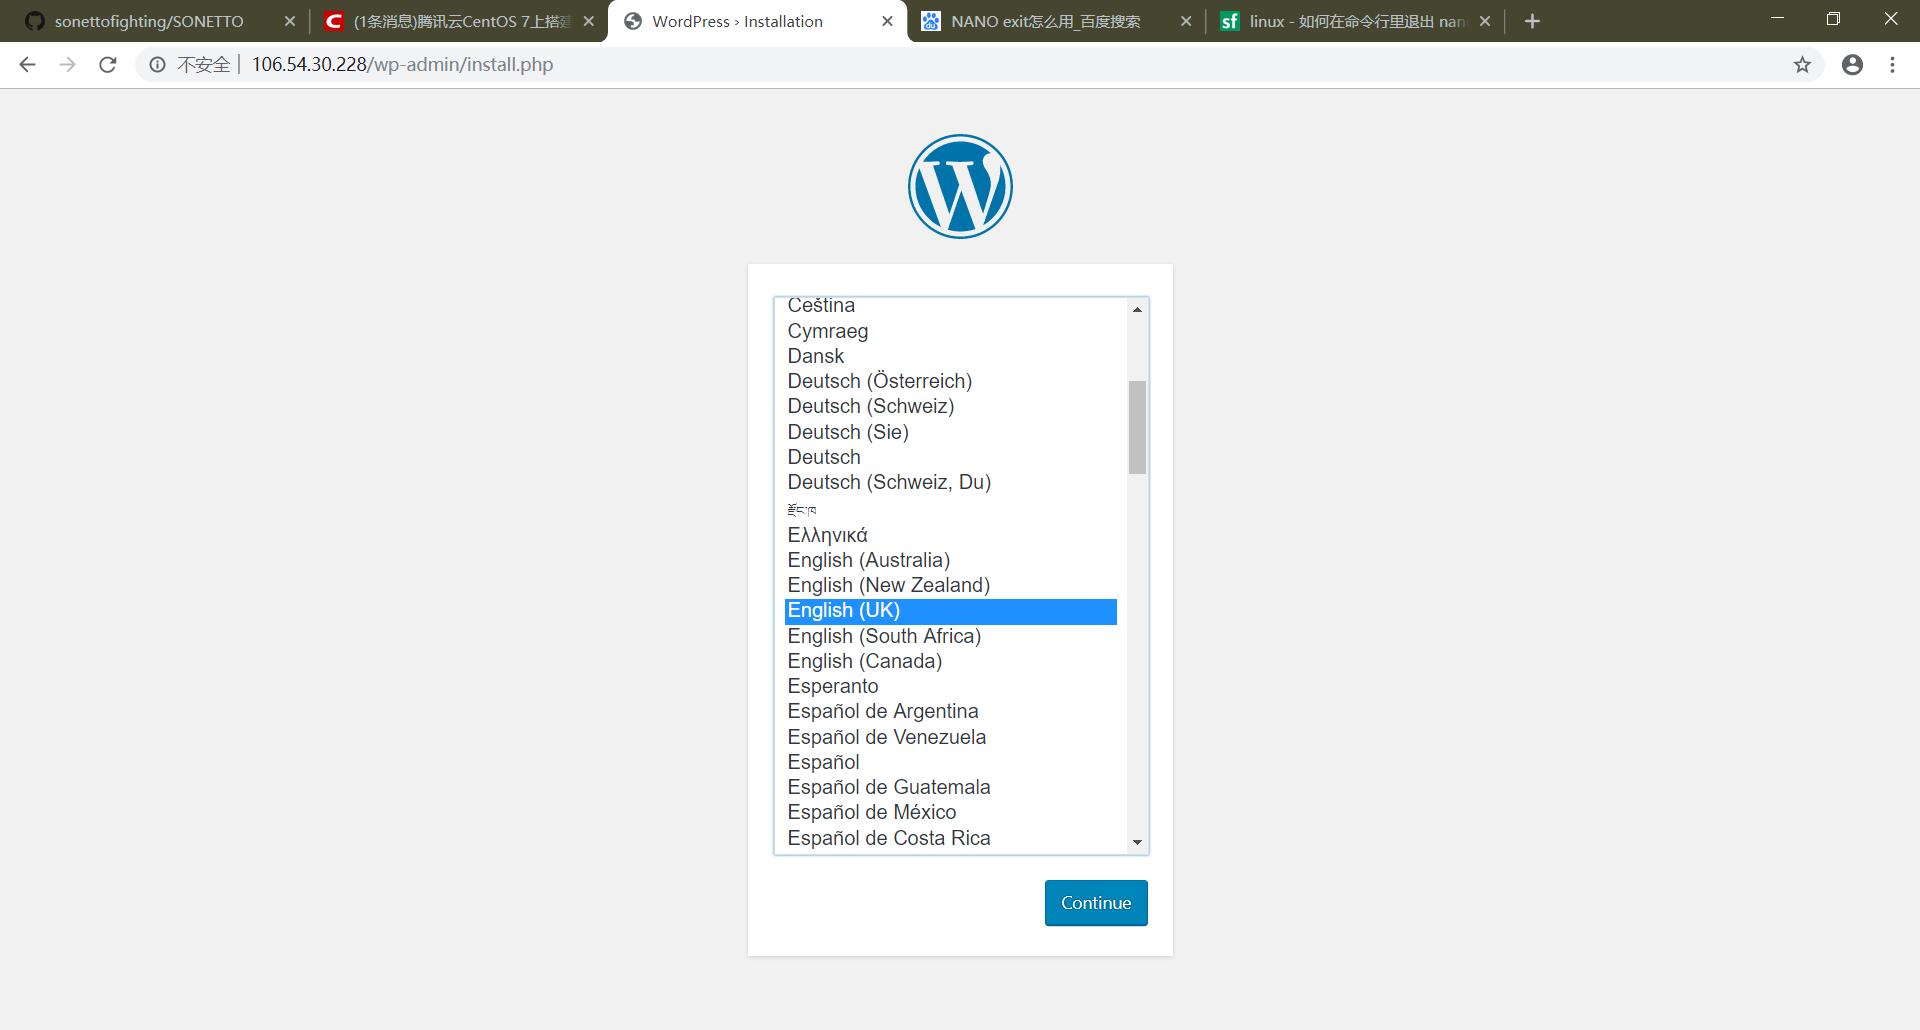 sonettofighting/SONETTO
(1条消息)腾讯云CentOS 7上搭建
WordPress › Installation
NANO exit怎么用_百度搜索
linux - 如何在命令行里退出 nano
不安全
106.54.30.228/wp-admin/install.php
Čeština
Cymraeg
Dansk
Deutsch (Österreich)
Deutsch (Schweiz)
Deutsch (Sie)
Deutsch
Deutsch (Schweiz, Du)
རྫོང་ཁ
Ελληνικά
English (Australia)
English (New Zealand)
English (UK)
English (South Africa)
English (Canada)
Esperanto
Español de Argentina
Español de Venezuela
Español
Español de Guatemala
Español de México
Español de Costa Rica
Continue